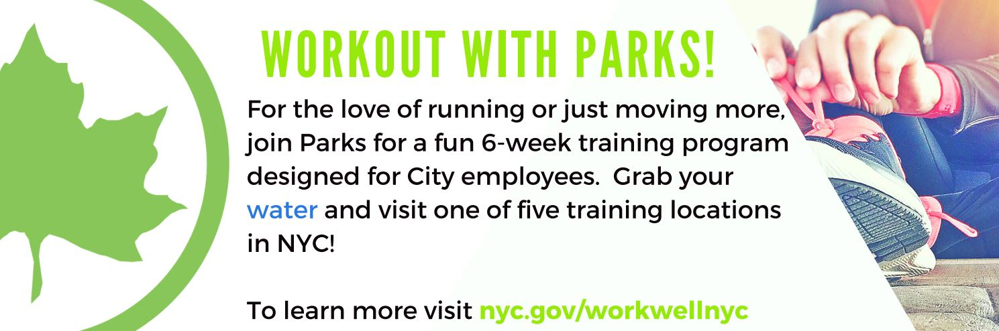 WORKOUT WITH PARKS!
For the love of running or just moving more,
join Parks for a fun 6-week training program
designed for City employees.  Grab your
water and visit one of five training locations
in NYC!
To learn more visit nyc.gov/workwellnyc